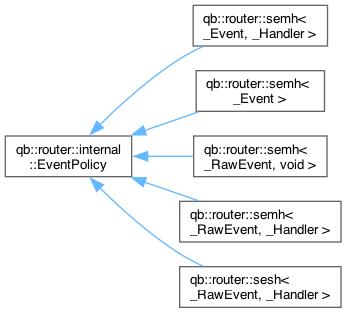 qb::router::semh<
_Event, _Handler >
qb::router::semh<
_Event >
qb::router::internal
::EventPolicy
qb::router::semh<
_RawEvent, void >
qb::router::semh<
_RawEvent, _Handler >
qb::router::sesh<
_RawEvent, _Handler >